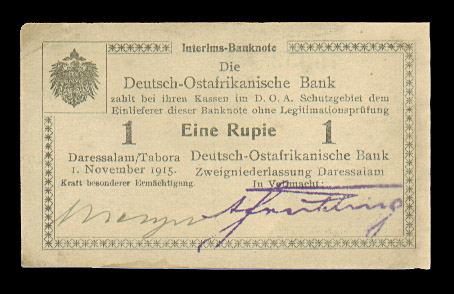 Interims-Banknote
Die
Deutsch-Ostafrikanische Bank
zahlt bei ihren Kassen im D. O. A. Schutzgebiet dem
Einlieferer dieser Banknote ohne Legitimationsprüfung
1 Eine Rupie 1
Daressalam/Tabora
1. November 1915.
Kraft besonderer Ermächtigung.
Deutsch-Ostafrikanische Bank
Zweigniederlassung Daressalam
In Vollmacht: